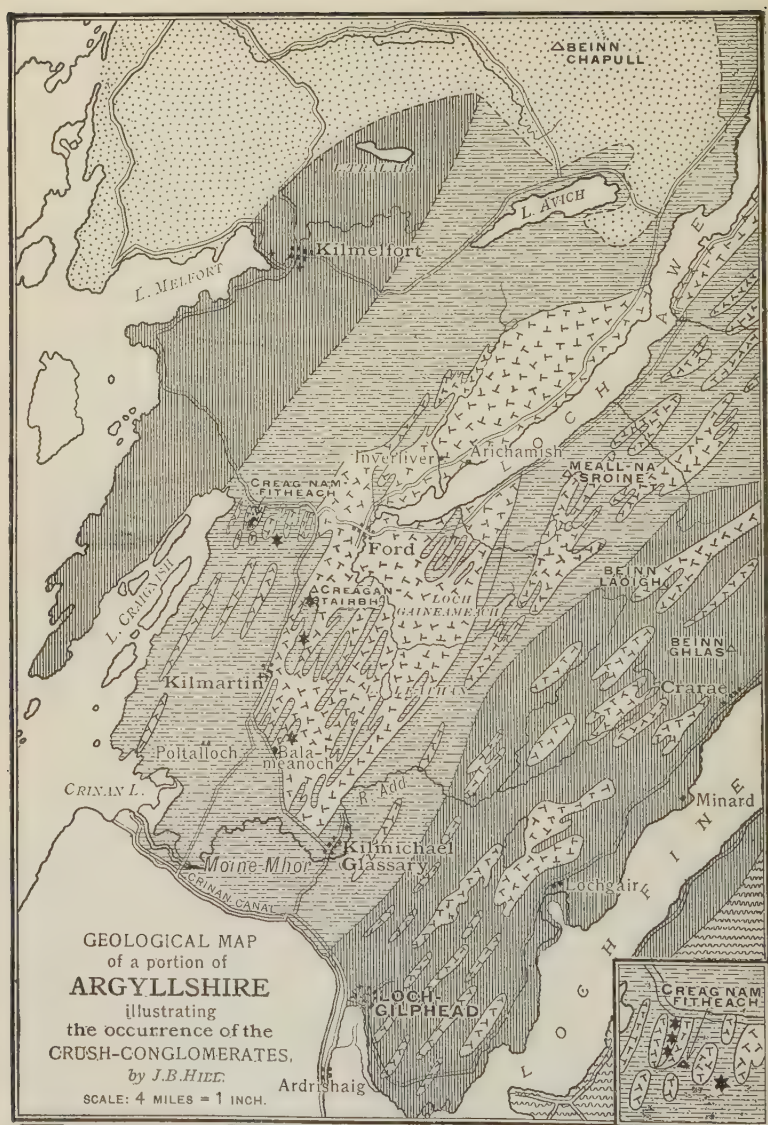 BEINN
CHAPULL
L. TRALAIG
L. AVICH
Kilmelfort
L. MELFORT
LOCH AWE
Inverliver
Arichamish
MEALL-NA
SROINE
CREAG NAM
FITHEACH
Ford
BEINN
LAOIGH
CREAGAN
TAIRBH
LOCH
GAINEAMEACH
L. CRAIGNISH
BEINN
GHLAS
Crarae
Kilmartin
LEATHAN
Poltalloch
Bala-
meanoch
CRINAN L.
R. Add
Minard
Kilmichael
Glassary
Moine-Mhor
CRINAN CANAL
Lochgair
LOCH FINE
GEOLOGICAL MAP
of a portion of
ARGYLLSHIRE
illustrating
the occurrence of the
CRUSH-CONGLOMERATES,
by J.B. HILL.
SCALE: 4 MILES = 1 INCH.
LOCH-
GILPHEAD
Ardrishaig
CREAG NAM
FITHEACH